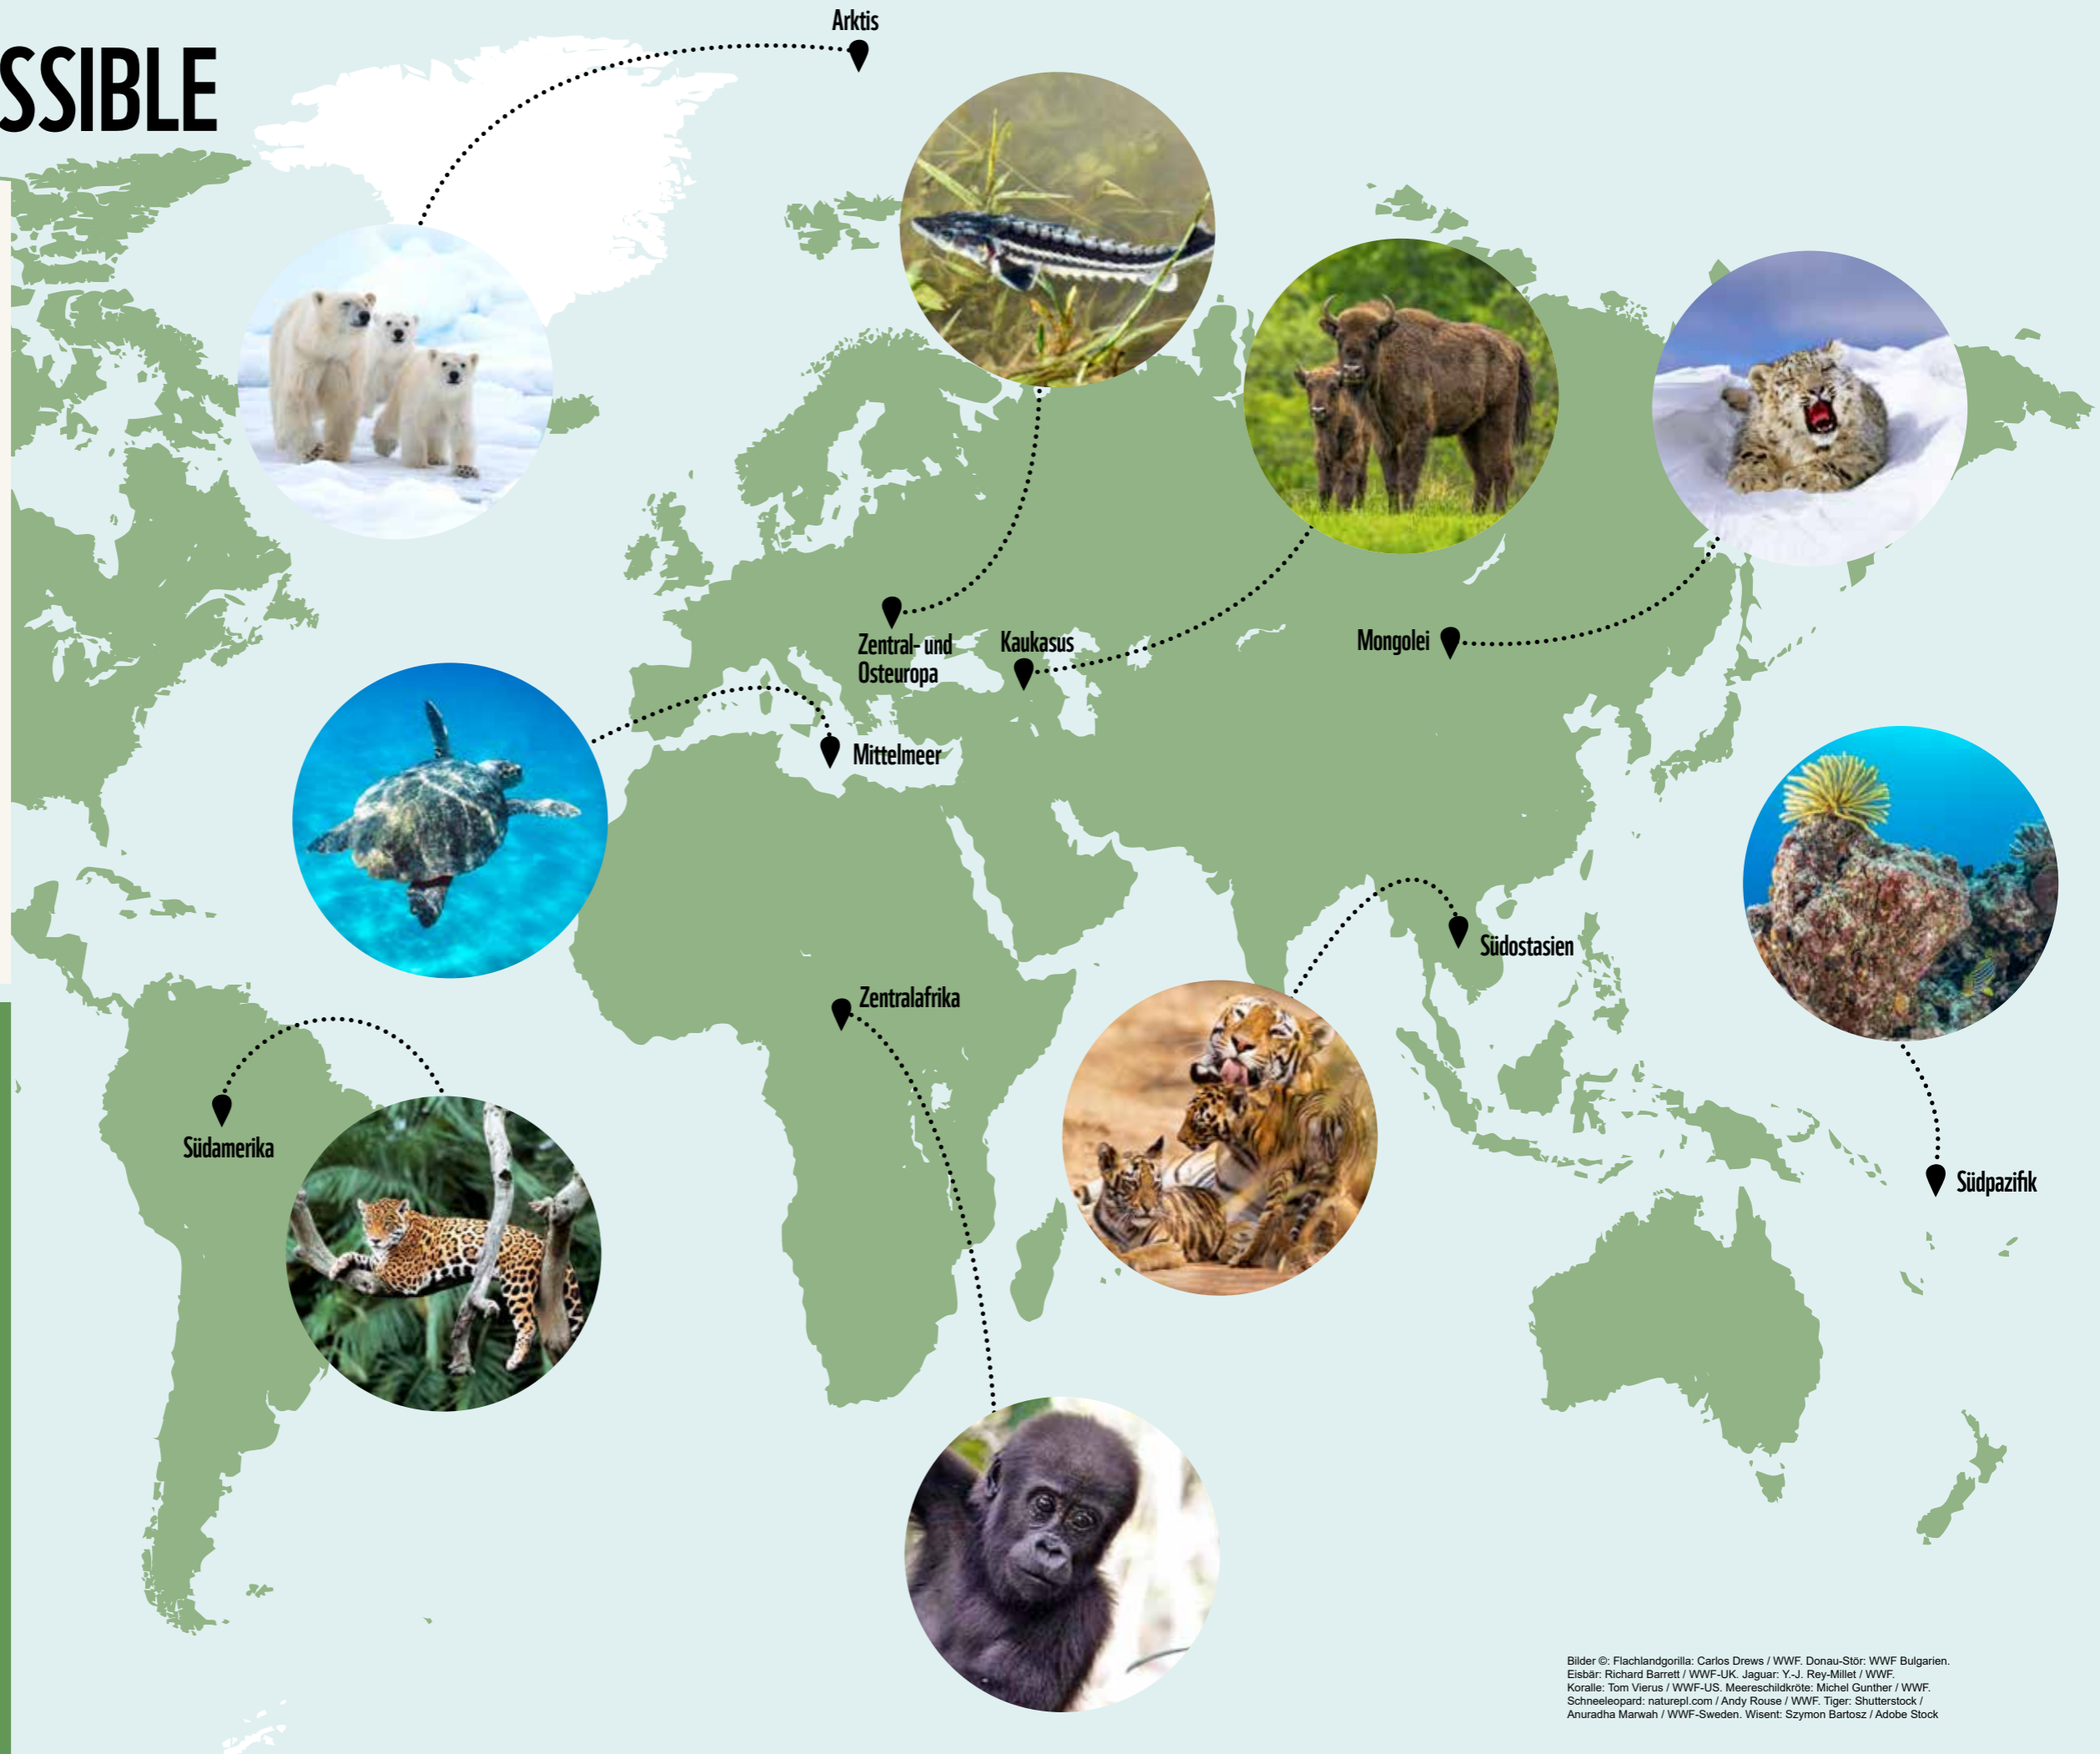 Arktis
SSIBLE
Zentral- und
Osteuropa
Kaukasus
Mongolei
Mittelmeer
Südostasien
Zentralafrika
Südamerika
Südpazifik
Bilder ©: Flachlandgorilla: Carlos Drews / WWF. Donau-Stör: WWF Bulgarien.
Eisbär: Richard Barrett / WWF-UK. Jaguar: Y.-J. Rey-Millet / WWF.
Koralle: Tom Vierus / WWF-US. Meereschildkröte: Michel Gunther / WWF.
Schneeleopard: naturepl.com / Andy Rouse / WWF. Tiger: Shutterstock /
Anuradha Marwah / WWF-Sweden. Wisent: Szymon Bartosz / Adobe Stock